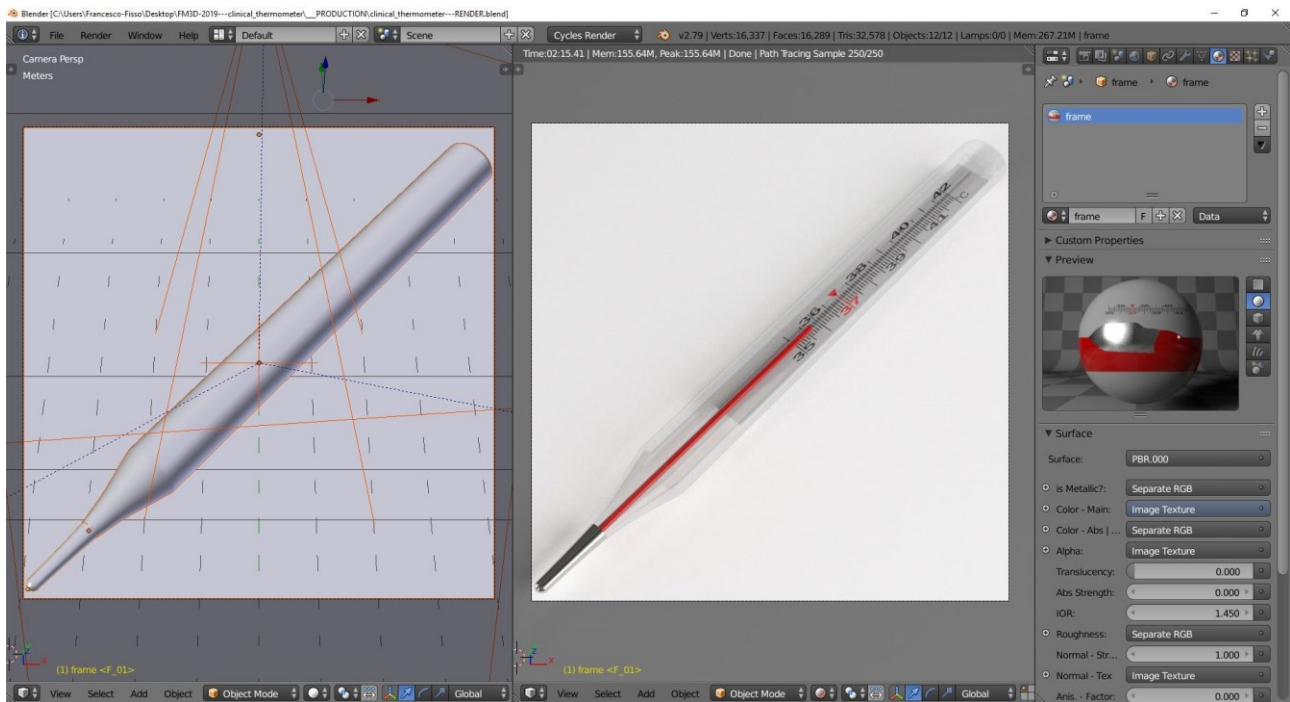 Blender [C:\Users\Francesco-Fisso\Desktop\FM3D-2019---clinical_thermometer\__PRODUCTION\clinical_thermometer---RENDER.blend]
File Render Window Help Default Scene Cycles Render v2.79 | Verts:16,337 | Faces:16,289 | Tris:32,578 | Objects:12/12 | Lamps:0/0 | Mem:267.21M | frame
Camera Persp
Meters
(1) frame <F_01>
View Select Add Object Object Mode Global
Time:02:15.41 | Mem:155.64M, Peak:155.64M | Done | Path Tracing Sample 250/250
42
°C
41
40
39
38
37
36
35
(1) frame <F_01>
View Select Add Object Object Mode Global
frame frame
frame
frame F Data
Custom Properties
Preview
Surface
Surface: PBR.000
is Metallic?: Separate RGB
Color - Main: Image Texture
Color - Abs | ... Separate RGB
Alpha: Image Texture
Translucency: 0.000
Abs Strength: 0.000
IOR: 1.450
Roughness: Separate RGB
Normal - Str... 1.000
Normal - Tex Image Texture
Anis. - Factor: 0.000